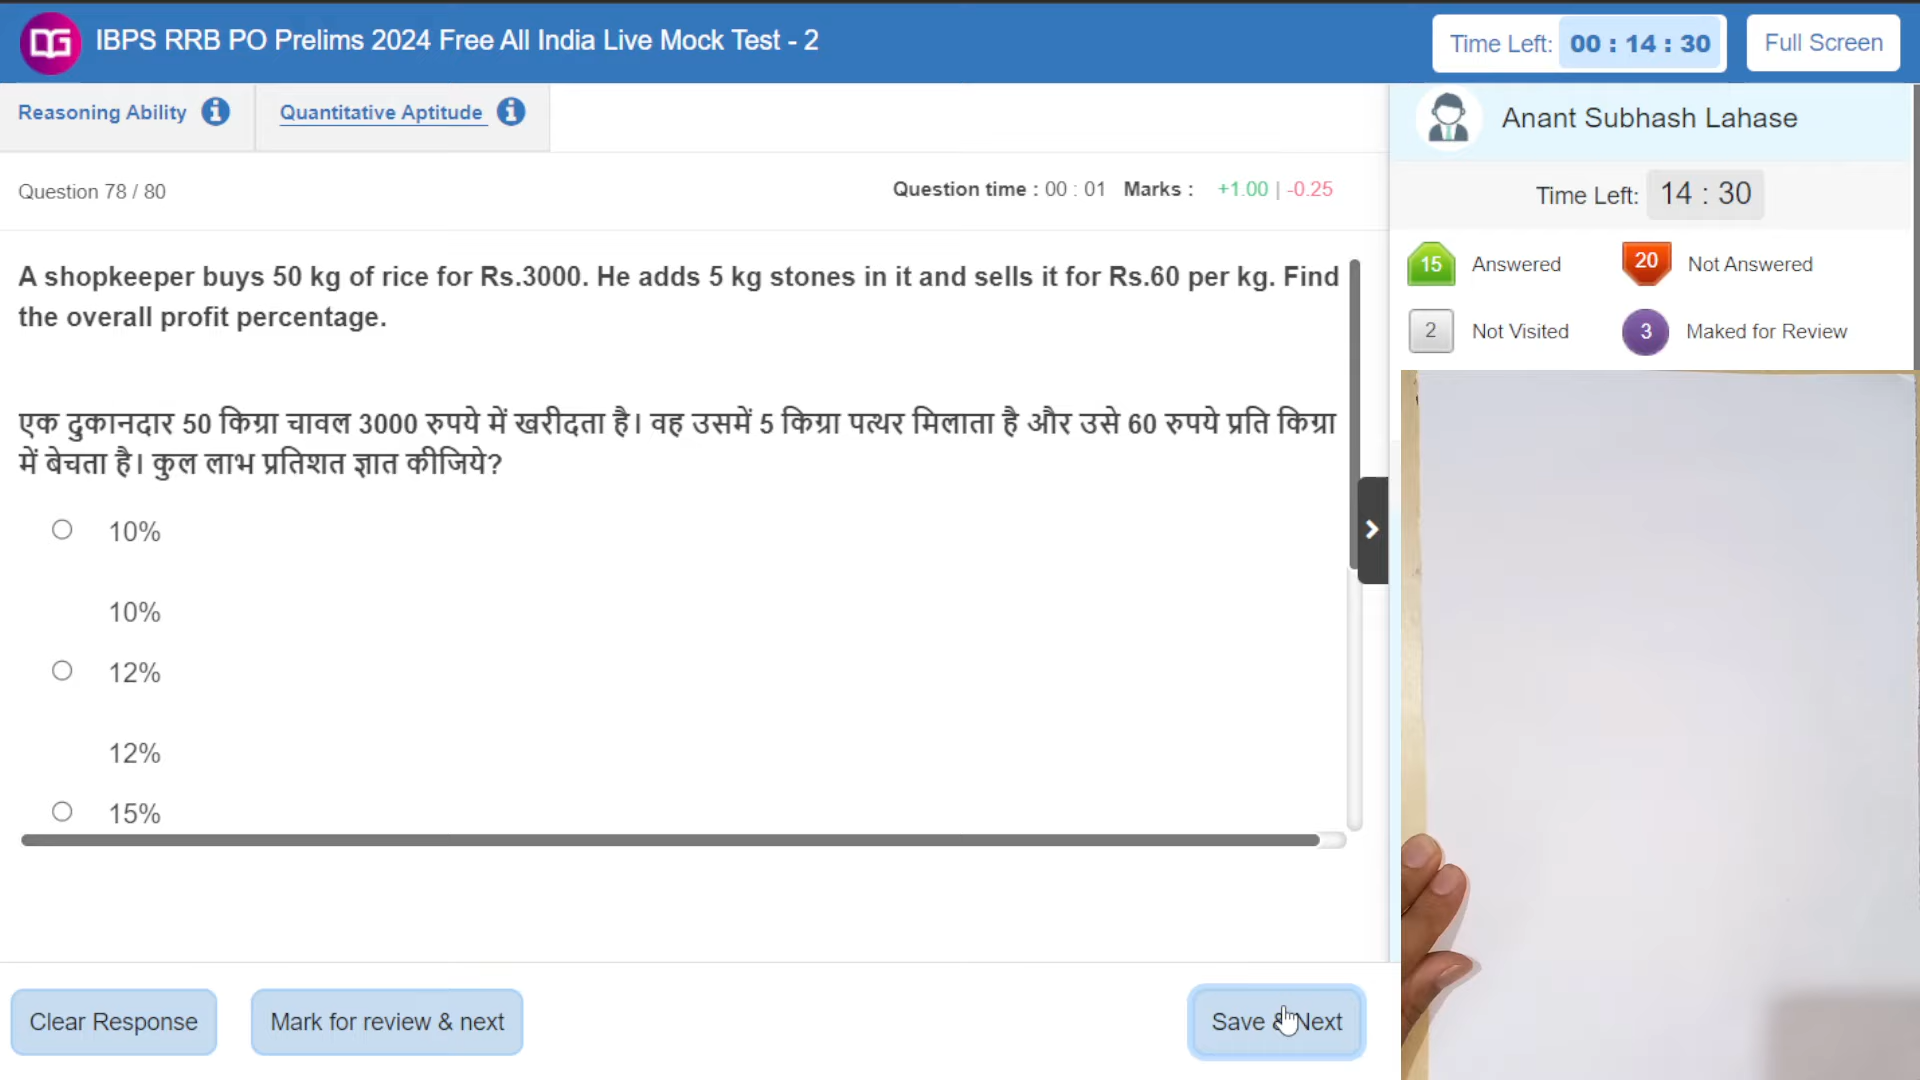 DG IBPS RRB PO Prelims 2024 Free All India Live Mock Test - 2
Time Left: 00 : 14 : 30
Full Screen
Reasoning Ability
Quantitative Aptitude
Anant Subhash Lahase
Question 78 / 80
Question time : 00 : 01 Marks : +1.00 | -0.25
Time Left: 14 : 30
15 Answered
20 Not Answered
2 Not Visited
3 Maked for Review
A shopkeeper buys 50 kg of rice for Rs.3000. He adds 5 kg stones in it and sells it for Rs.60 per kg. Find
the overall profit percentage.
एक दुकानदार 50 किग्रा चावल 3000 रुपये में खरीदता है। वह उसमें 5 किग्रा पत्थर मिलाता है और उसे 60 रुपये प्रति किग्रा
में बेचता है। कुल लाभ प्रतिशत ज्ञात कीजिये?
10%
10%
12%
12%
15%
Clear Response
Mark for review & next
Save & Next